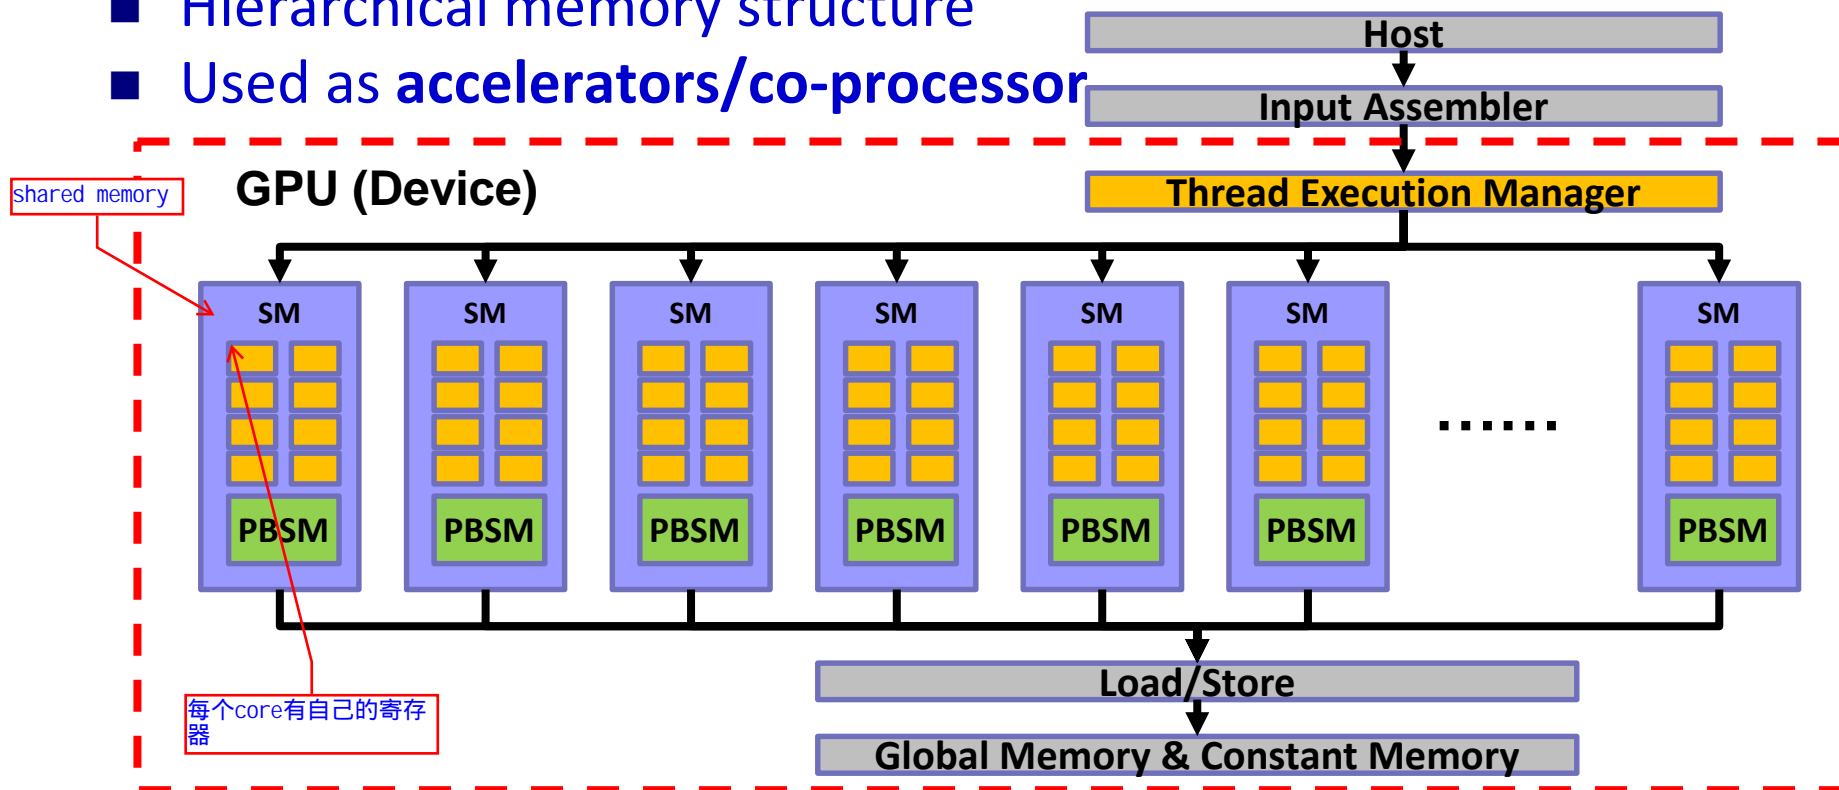 Hierarchical memory structure
Used as accelerators/co-processor
Host
Input Assembler
GPU (Device)
Thread Execution Manager
shared memory
SM SM SM SM SM SM SM
......
PBSM PBSM PBSM PBSM PBSM PBSM PBSM
Load/Store
每个core有自己的寄存
器
Global Memory & Constant Memory